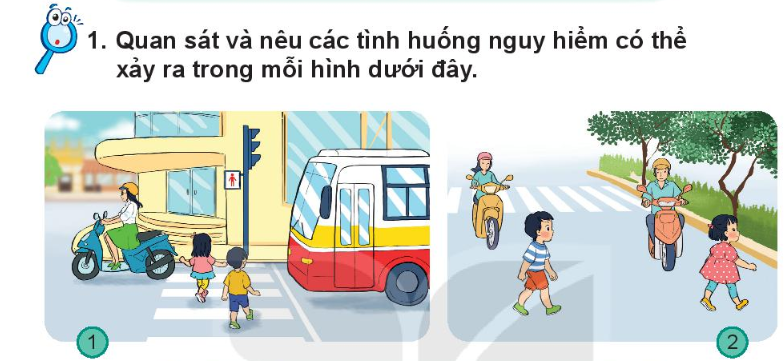 1. Quan sát và nêu các tình huống nguy hiểm có thể
xảy ra trong mỗi hình dưới đây.
1
2